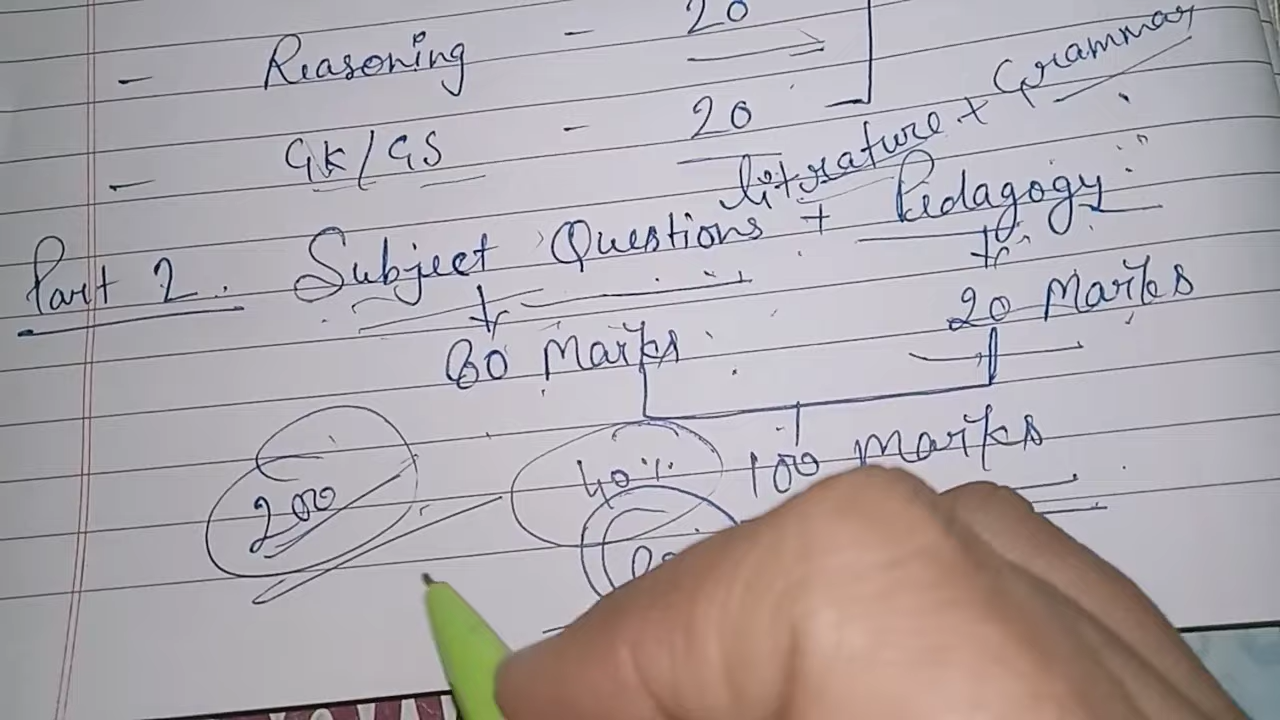 - Reasoning - 20
- GK/GS - 20
Literature + Grammar
Part 2. Subject Questions + Pedagogy
80 Marks 20 Marks
100 Marks
40%
200